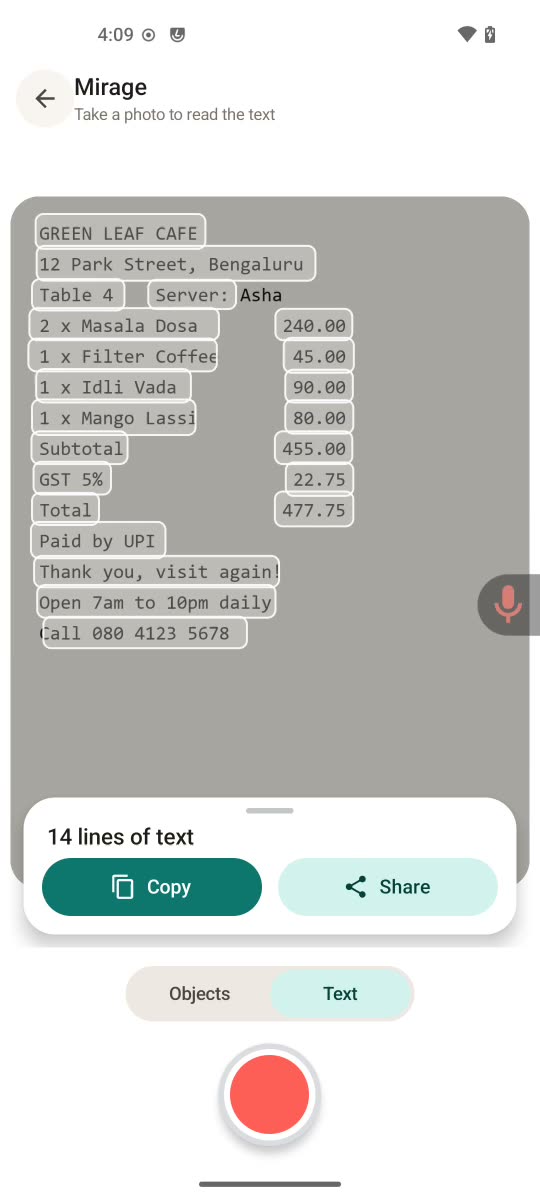 4:09
Mirage
Take a photo to read the text
GREEN LEAF CAFE
12 Park Street, Bengaluru
Table 4 Server: Asha
2 x Masala Dosa 240.00
1 x Filter Coffee 45.00
1 x Idli Vada 90.00
1 x Mango Lassi 80.00
Subtotal 455.00
GST 5% 22.75
Total 477.75
Paid by UPI
Thank you, visit again!
Open 7am to 10pm daily
Call 080 4123 5678
14 lines of text
Copy Share
Objects Text